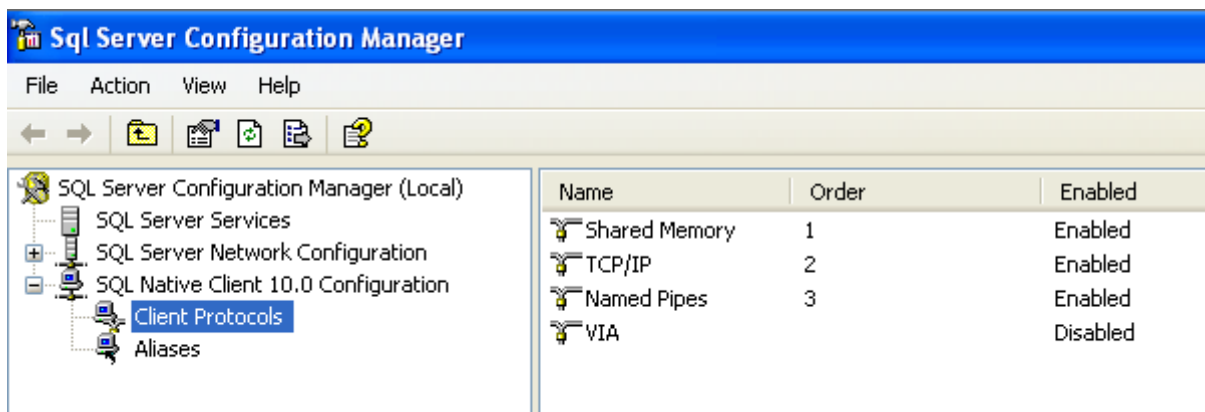 Sql Server Configuration Manager
File Action View Help
SQL Server Configuration Manager (Local)
SQL Server Services
SQL Server Network Configuration
SQL Native Client 10.0 Configuration
Client Protocols
Aliases
Name Order Enabled
Shared Memory 1 Enabled
TCP/IP 2 Enabled
Named Pipes 3 Enabled
VIA Disabled